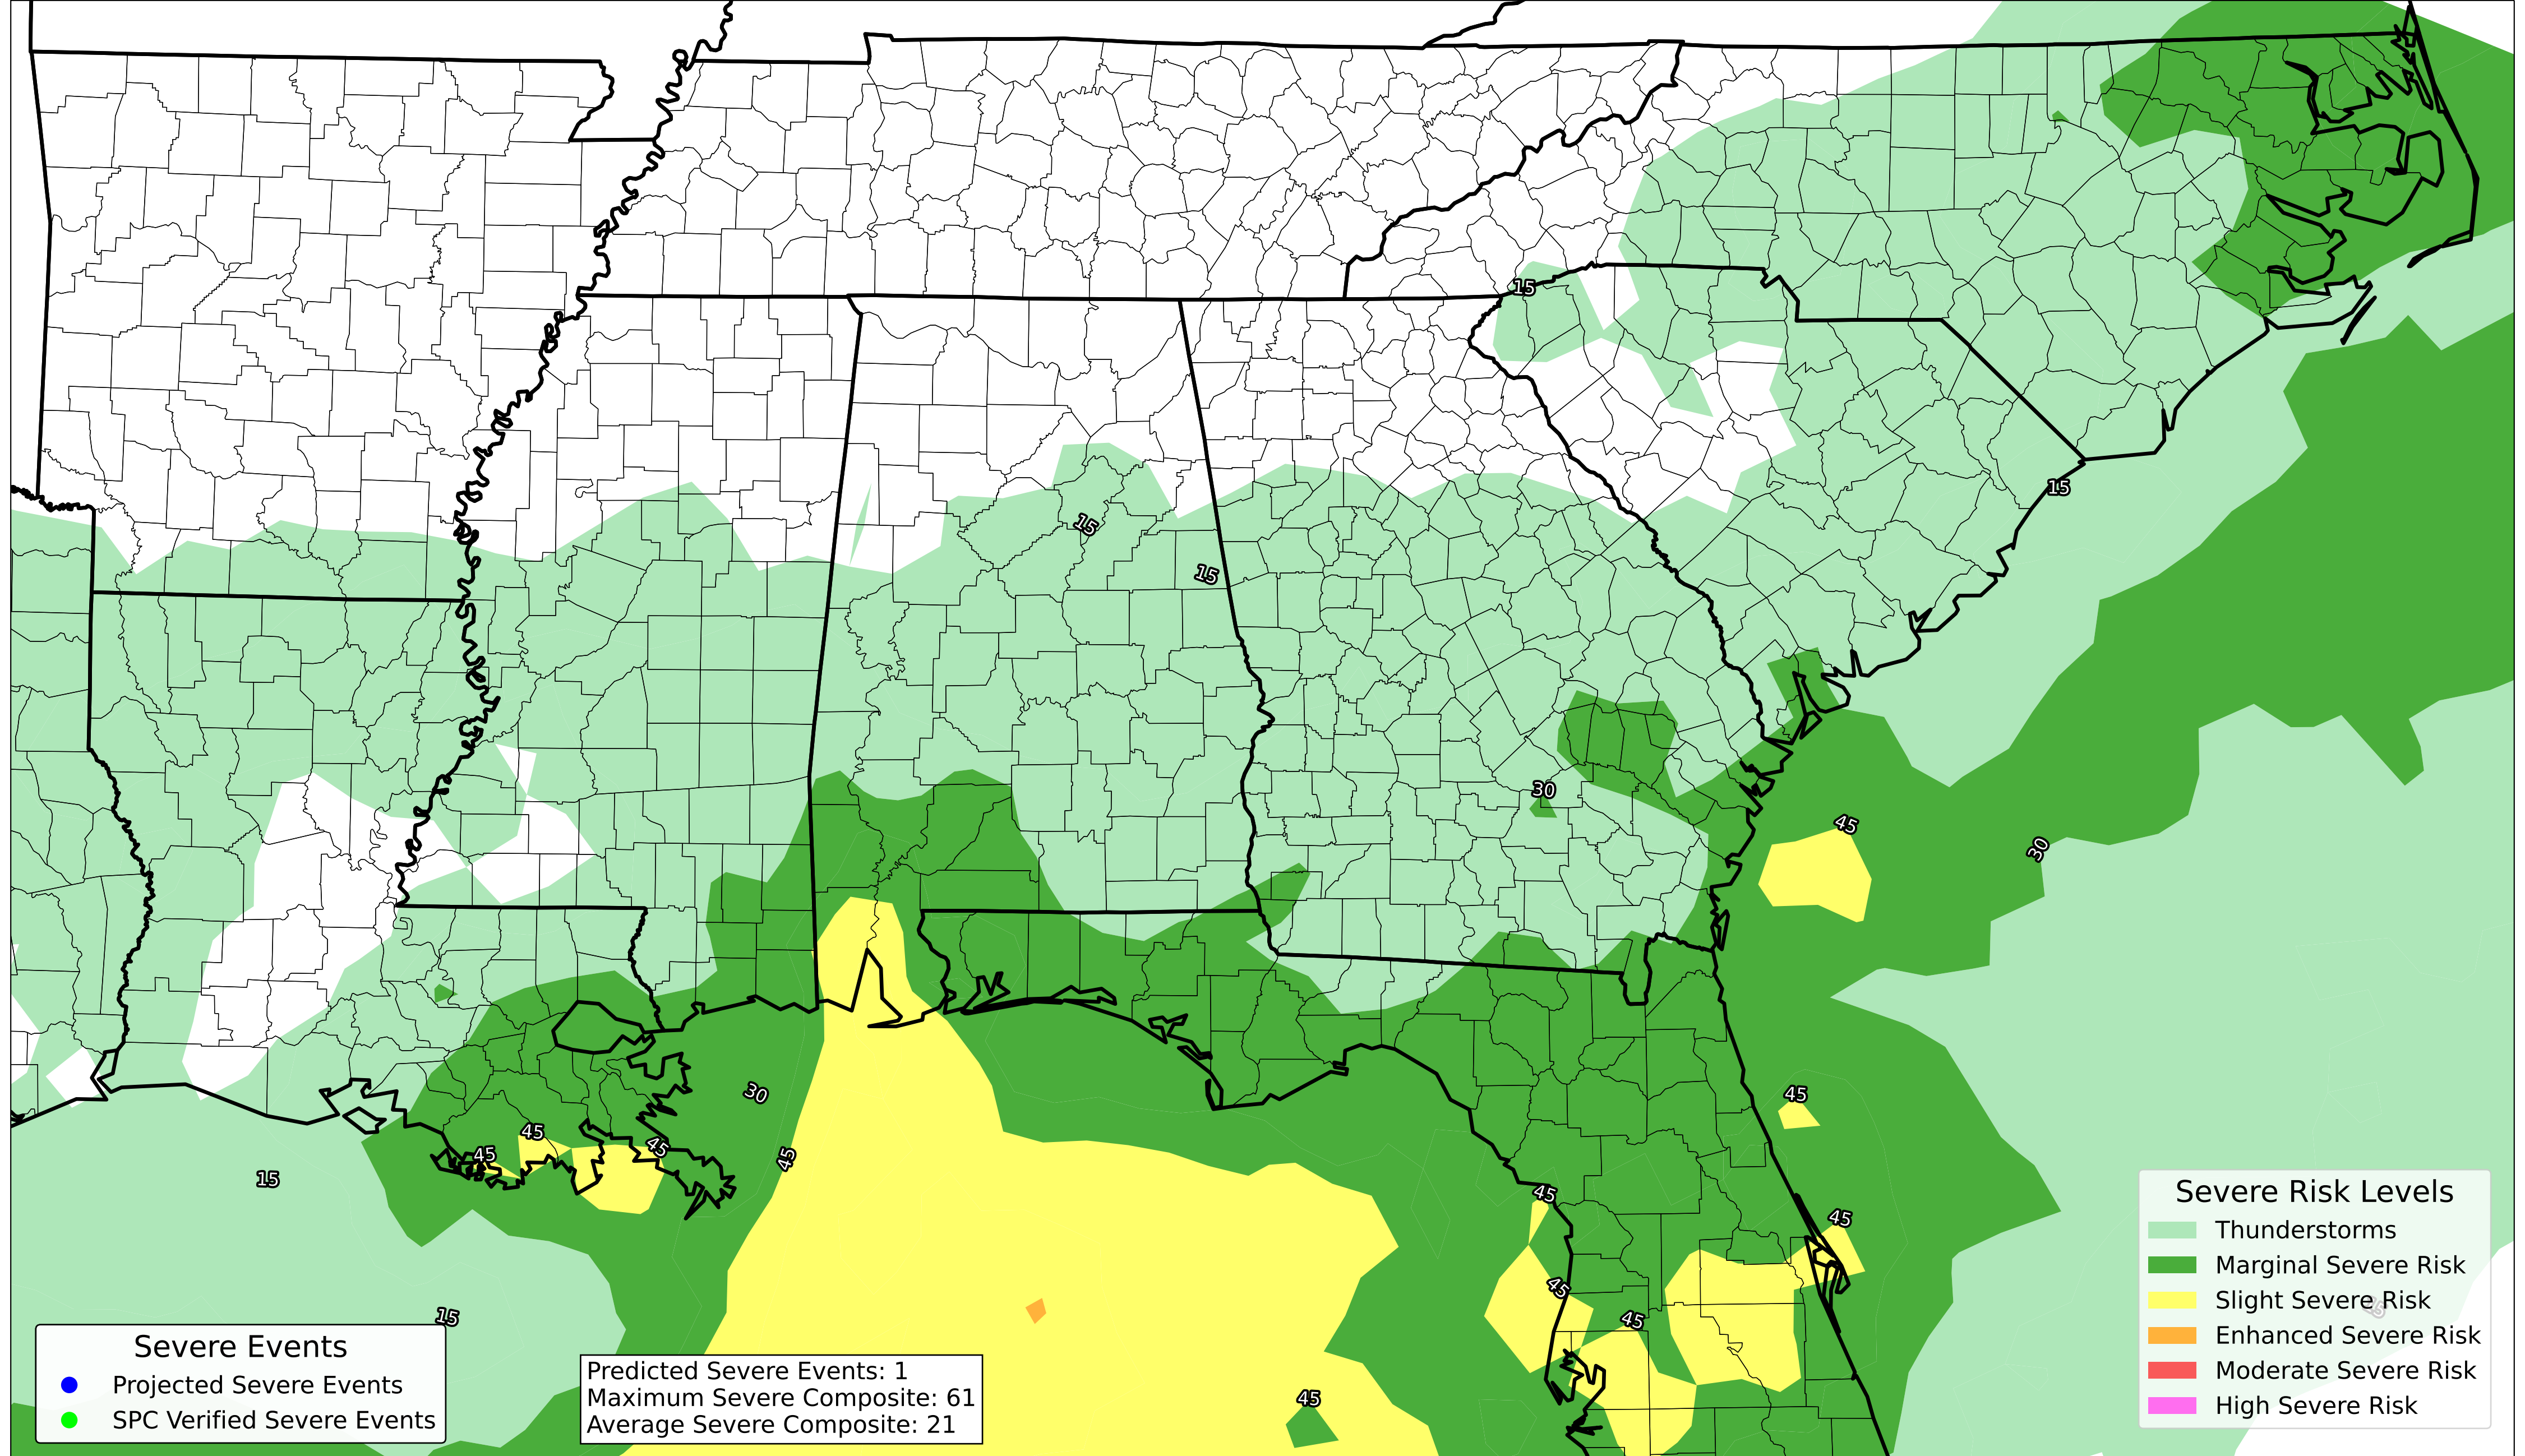 15
15
15
15
30
45
30
45
30
45
45
45
45
15
45
45
45
45
15
45
Severe Risk Levels
Thunderstorms
Marginal Severe Risk
Slight Severe Risk
Enhanced Severe Risk
Moderate Severe Risk
High Severe Risk
Severe Events
Projected Severe Events
SPC Verified Severe Events
Predicted Severe Events: 1
Maximum Severe Composite: 61
Average Severe Composite: 21